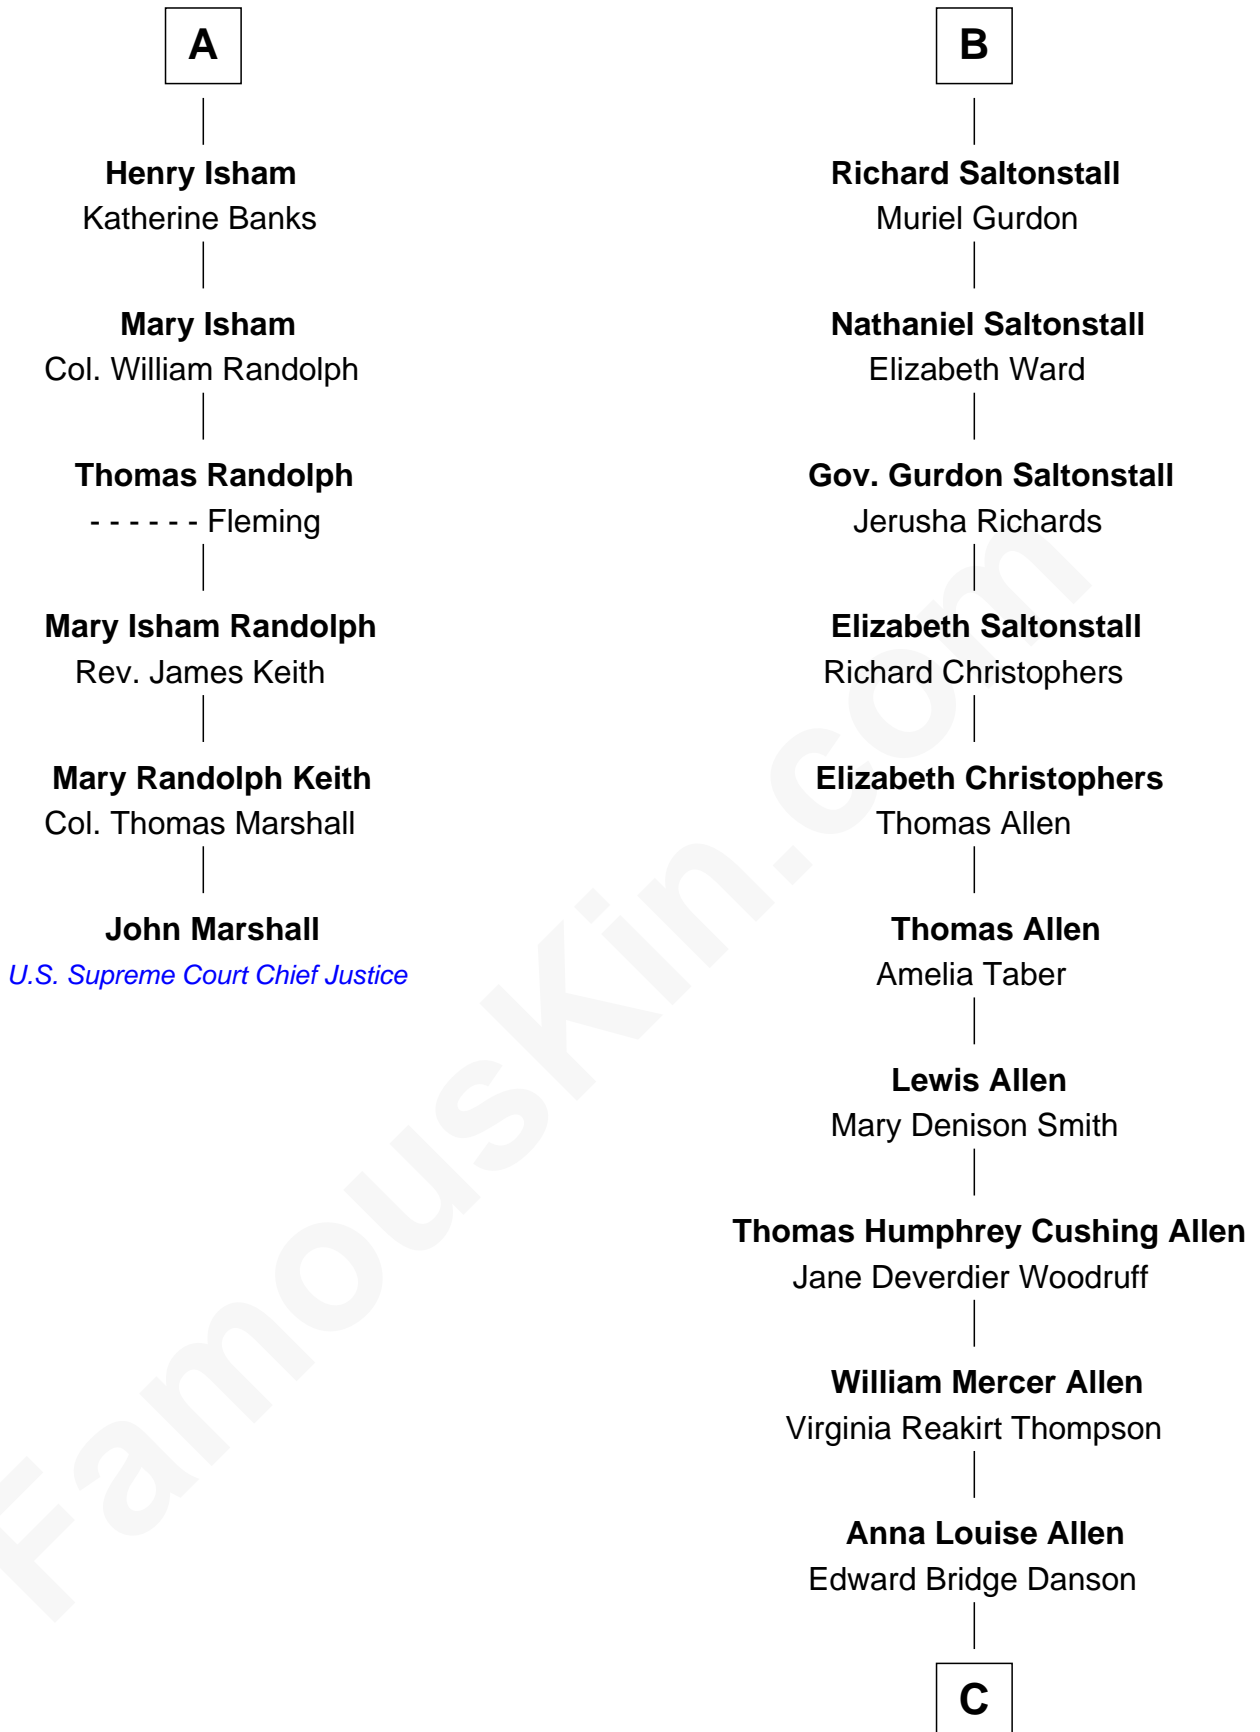 A
Henry Isham
Katherine Banks
Mary Isham
Col. William Randolph
Thomas Randolph
- - - - - - Fleming
Mary Isham Randolph
Rev. James Keith
Mary Randolph Keith
Col. Thomas Marshall
John Marshall
U.S. Supreme Court Chief Justice
B
Richard Saltonstall
Muriel Gurdon
Nathaniel Saltonstall
Elizabeth Ward
Gov. Gurdon Saltonstall
Jerusha Richards
Elizabeth Saltonstall
Richard Christophers
Elizabeth Christophers
Thomas Allen
Thomas Allen
Amelia Taber
Lewis Allen
Mary Denison Smith
Thomas Humphrey Cushing Allen
Jane Deverdier Woodruff
William Mercer Allen
Virginia Reakirt Thompson
Anna Louise Allen
Edward Bridge Danson
C
FamousKin.com